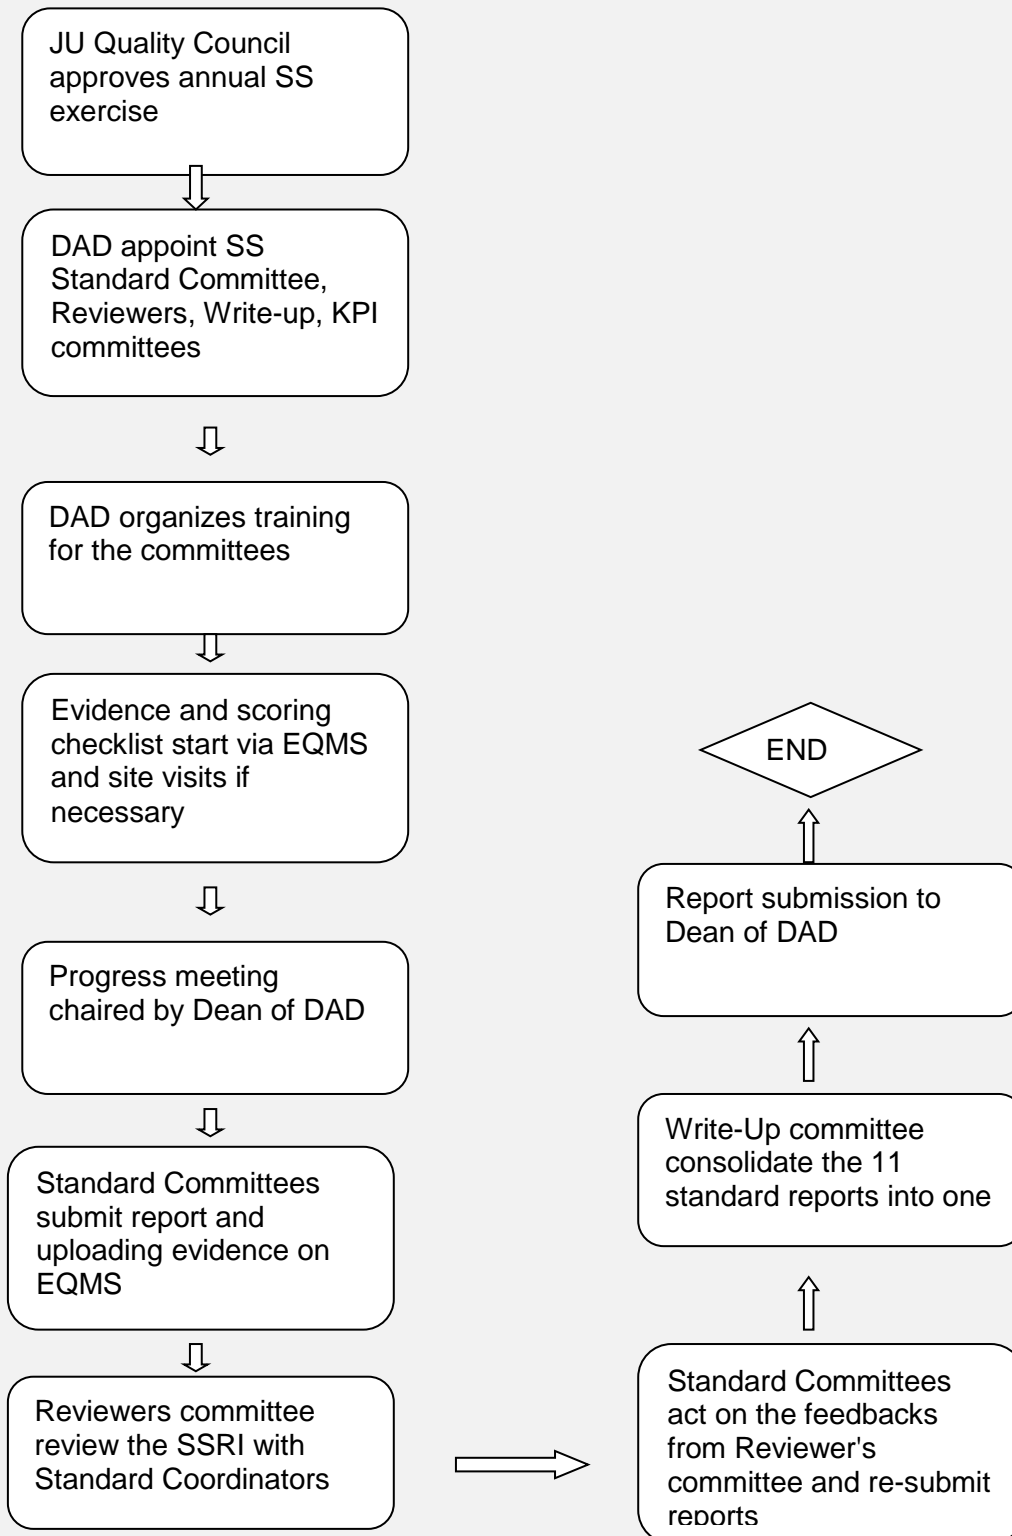 JU Quality Council
approves annual SS
exercise
DAD appoint SS
Standard Committee,
Reviewers, Write-up, KPI
committees
DAD organizes training
for the committees
Evidence and scoring
checklist start via EQMS
and site visits if
necessary
Progress meeting
chaired by Dean of DAD
Standard Committees
submit report and
uploading evidence on
EQMS
Reviewers committee
review the SSRI with
Standard Coordinators
Standard Committees
act on the feedbacks
from Reviewer's
committee and re-submit
reports
Write-Up committee
consolidate the 11
standard reports into one
Report submission to
Dean of DAD
END